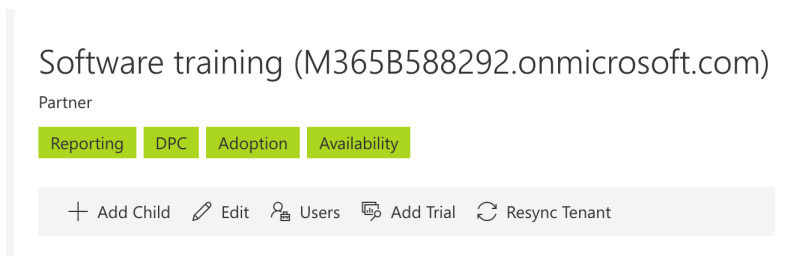 Software training (M365B588292.onmicrosoft.com)
Partner
Reporting DPC Adoption Availability
Add Child Edit Users Add Trial Resync Tenant